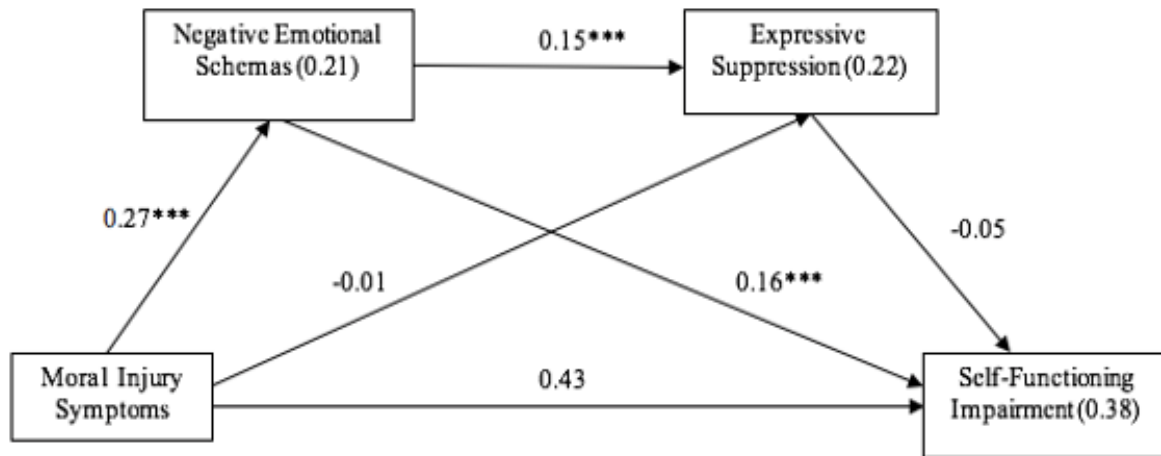 Negative Emotional
Schemas (0.21)
0.15***
Expressive
Suppression (0.22)
0.27***
-0.01
0.16***
-0.05
Moral Injury
Symptoms
0.43
Self-Functioning
Impairment (0.38)